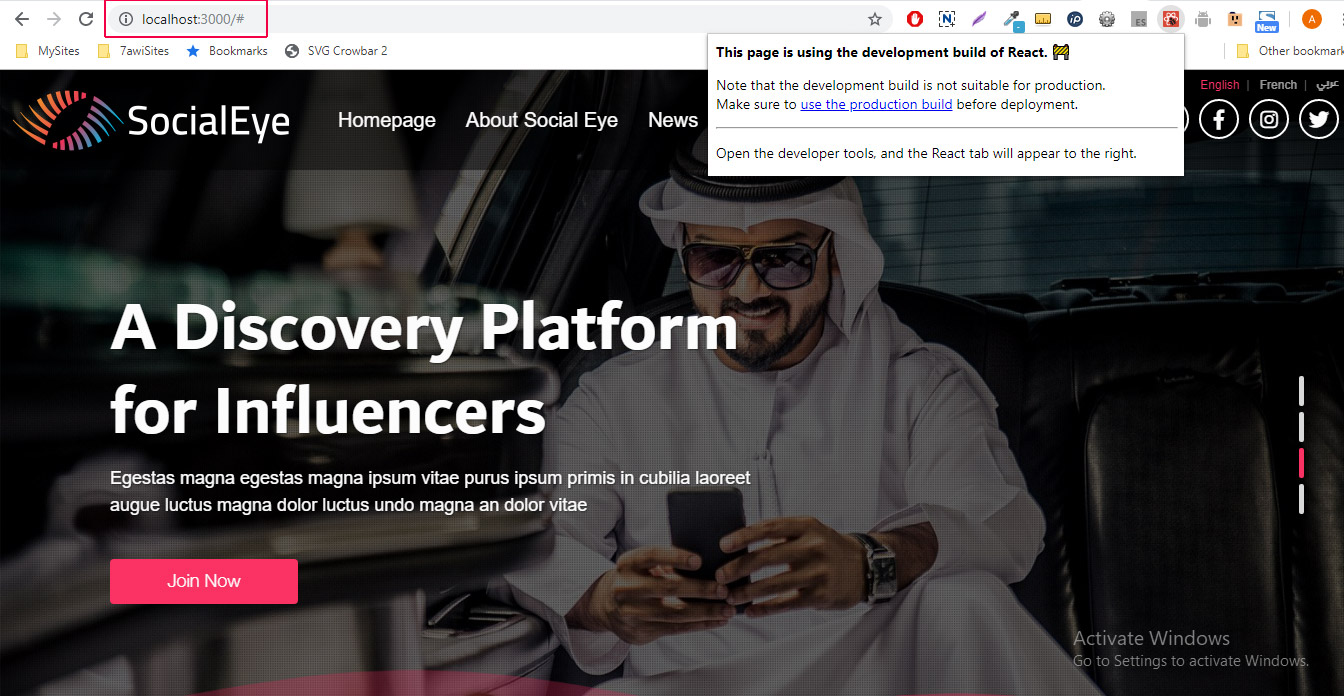 localhost:3000/#
ES
New
A
MySites
7awiSites
Bookmarks
SVG Crowbar 2
Other bookmark
This page is using the development build of React. 🚧
Note that the development build is not suitable for production.
Make sure to use the production build before deployment.
Open the developer tools, and the React tab will appear to the right.
English | French | عربي
SocialEye
Homepage
About Social Eye
News
A Discovery Platform
for Influencers
Egestas magna egestas magna ipsum vitae purus ipsum primis in cubilia laoreet
augue luctus magna dolor luctus undo magna an dolor vitae
Join Now
Activate Windows
Go to Settings to activate Windows.